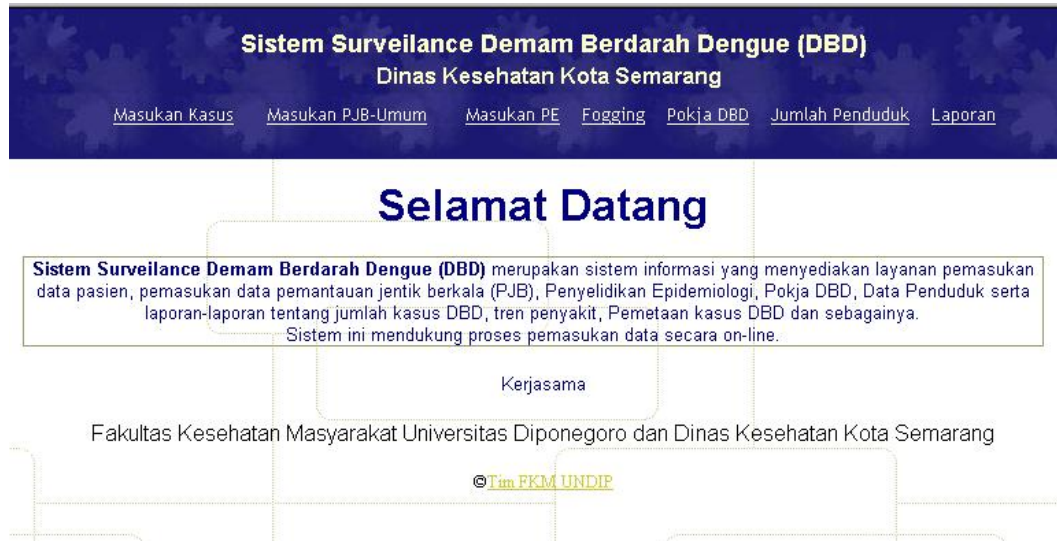 Sistem Surveilance Demam Berdarah Dengue (DBD)
Dinas Kesehatan Kota Semarang
Masukan Kasus Masukan PJB-Umum Masukan PE Fogging Pokja DBD Jumlah Penduduk Laporan
Selamat Datang
Sistem Surveilance Demam Berdarah Dengue (DBD) merupakan sistem informasi yang menyediakan layanan pemasukan
data pasien, pemasukan data pemantauan jentik berkala (PJB), Penyelidikan Epidemiologi, Pokja DBD, Data Penduduk serta
laporan-laporan tentang jumlah kasus DBD, tren penyakit, Pemetaan kasus DBD dan sebagainya.
Sistem ini mendukung proses pemasukan data secara on-line.
Kerjasama
Fakultas Kesehatan Masyarakat Universitas Diponegoro dan Dinas Kesehatan Kota Semarang
©Tim FKM UNDIP